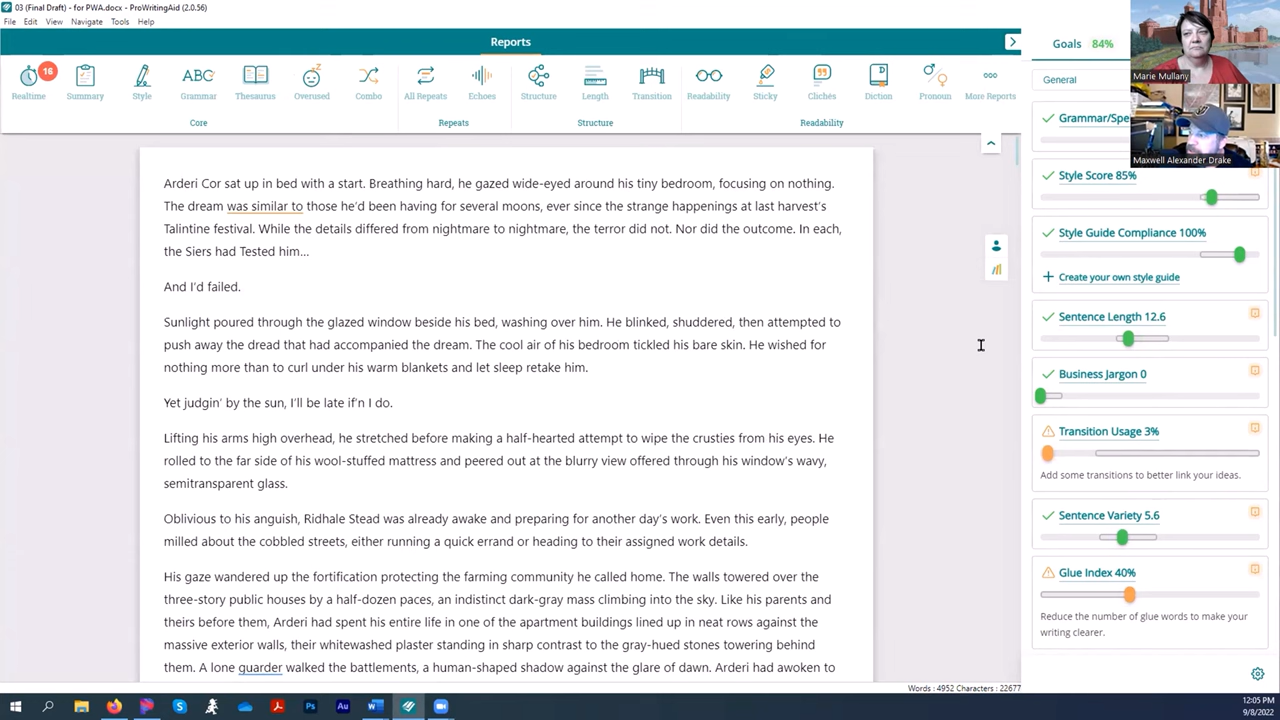 03 (Final Draft) - for PWA.docx - ProWritingAid (2.0.56)
File Edit View Navigate Tools Help
Reports
Goals 84%
Marie Mullany
16
Realtime Summary Style Grammar Thesaurus Overused Combo All Repeats Echoes Structure Length Transition Readability Sticky Clichés Diction Pronoun More Reports
ABC
Core Repeats Structure Readability
General
Grammar/Spe
Maxwell Alexander Drake
Style Score 85%
Style Guide Compliance 100%
Create your own style guide
Sentence Length 12.6
Business Jargon 0
Transition Usage 3%
Add some transitions to better link your ideas.
Sentence Variety 5.6
Glue Index 40%
Reduce the number of glue words to make your
writing clearer.
Arderi Cor sat up in bed with a start. Breathing hard, he gazed wide-eyed around his tiny bedroom, focusing on nothing.
The dream was similar to those he'd been having for several moons, ever since the strange happenings at last harvest's
Talintine festival. While the details differed from nightmare to nightmare, the terror did not. Nor did the outcome. In each,
the Siers had Tested him...
And I'd failed.
Sunlight poured through the glazed window beside his bed, washing over him. He blinked, shuddered, then attempted to
push away the dread that had accompanied the dream. The cool air of his bedroom tickled his bare skin. He wished for
nothing more than to curl under his warm blankets and let sleep retake him.
Yet judgin' by the sun, I'll be late if'n I do.
Lifting his arms high overhead, he stretched before making a half-hearted attempt to wipe the crusties from his eyes. He
rolled to the far side of his wool-stuffed mattress and peered out at the blurry view offered through his window's wavy,
semitransparent glass.
Oblivious to his anguish, Ridhale Stead was already awake and preparing for another day's work. Even this early, people
milled about the cobbled streets, either running a quick errand or heading to their assigned work details.
His gaze wandered up the fortification protecting the farming community he called home. The walls towered over the
three-story public houses by a half-dozen paces, an indistinct dark-gray mass climbing into the sky. Like his parents and
theirs before them, Arderi had spent his entire life in one of the apartment buildings lined up in neat rows against the
massive exterior walls, their whitewashed plaster standing in sharp contrast to the gray-hued stones towering behind
them. A lone guarder walked the battlements, a human-shaped shadow against the glare of dawn. Arderi had awoken to
Words : 4952 Characters : 22677
12:05 PM
9/8/2022